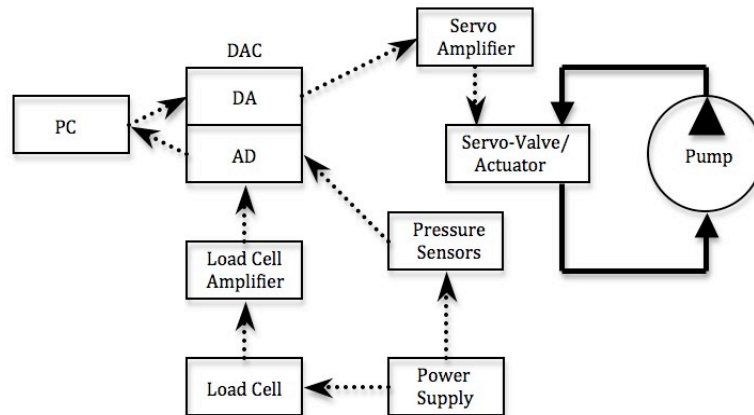 Servo
Amplifier
DAC
DA
PC
AD
Servo-Valve/
Actuator
Pump
Pressure
Sensors
Load Cell
Amplifier
Load Cell
Power
Supply